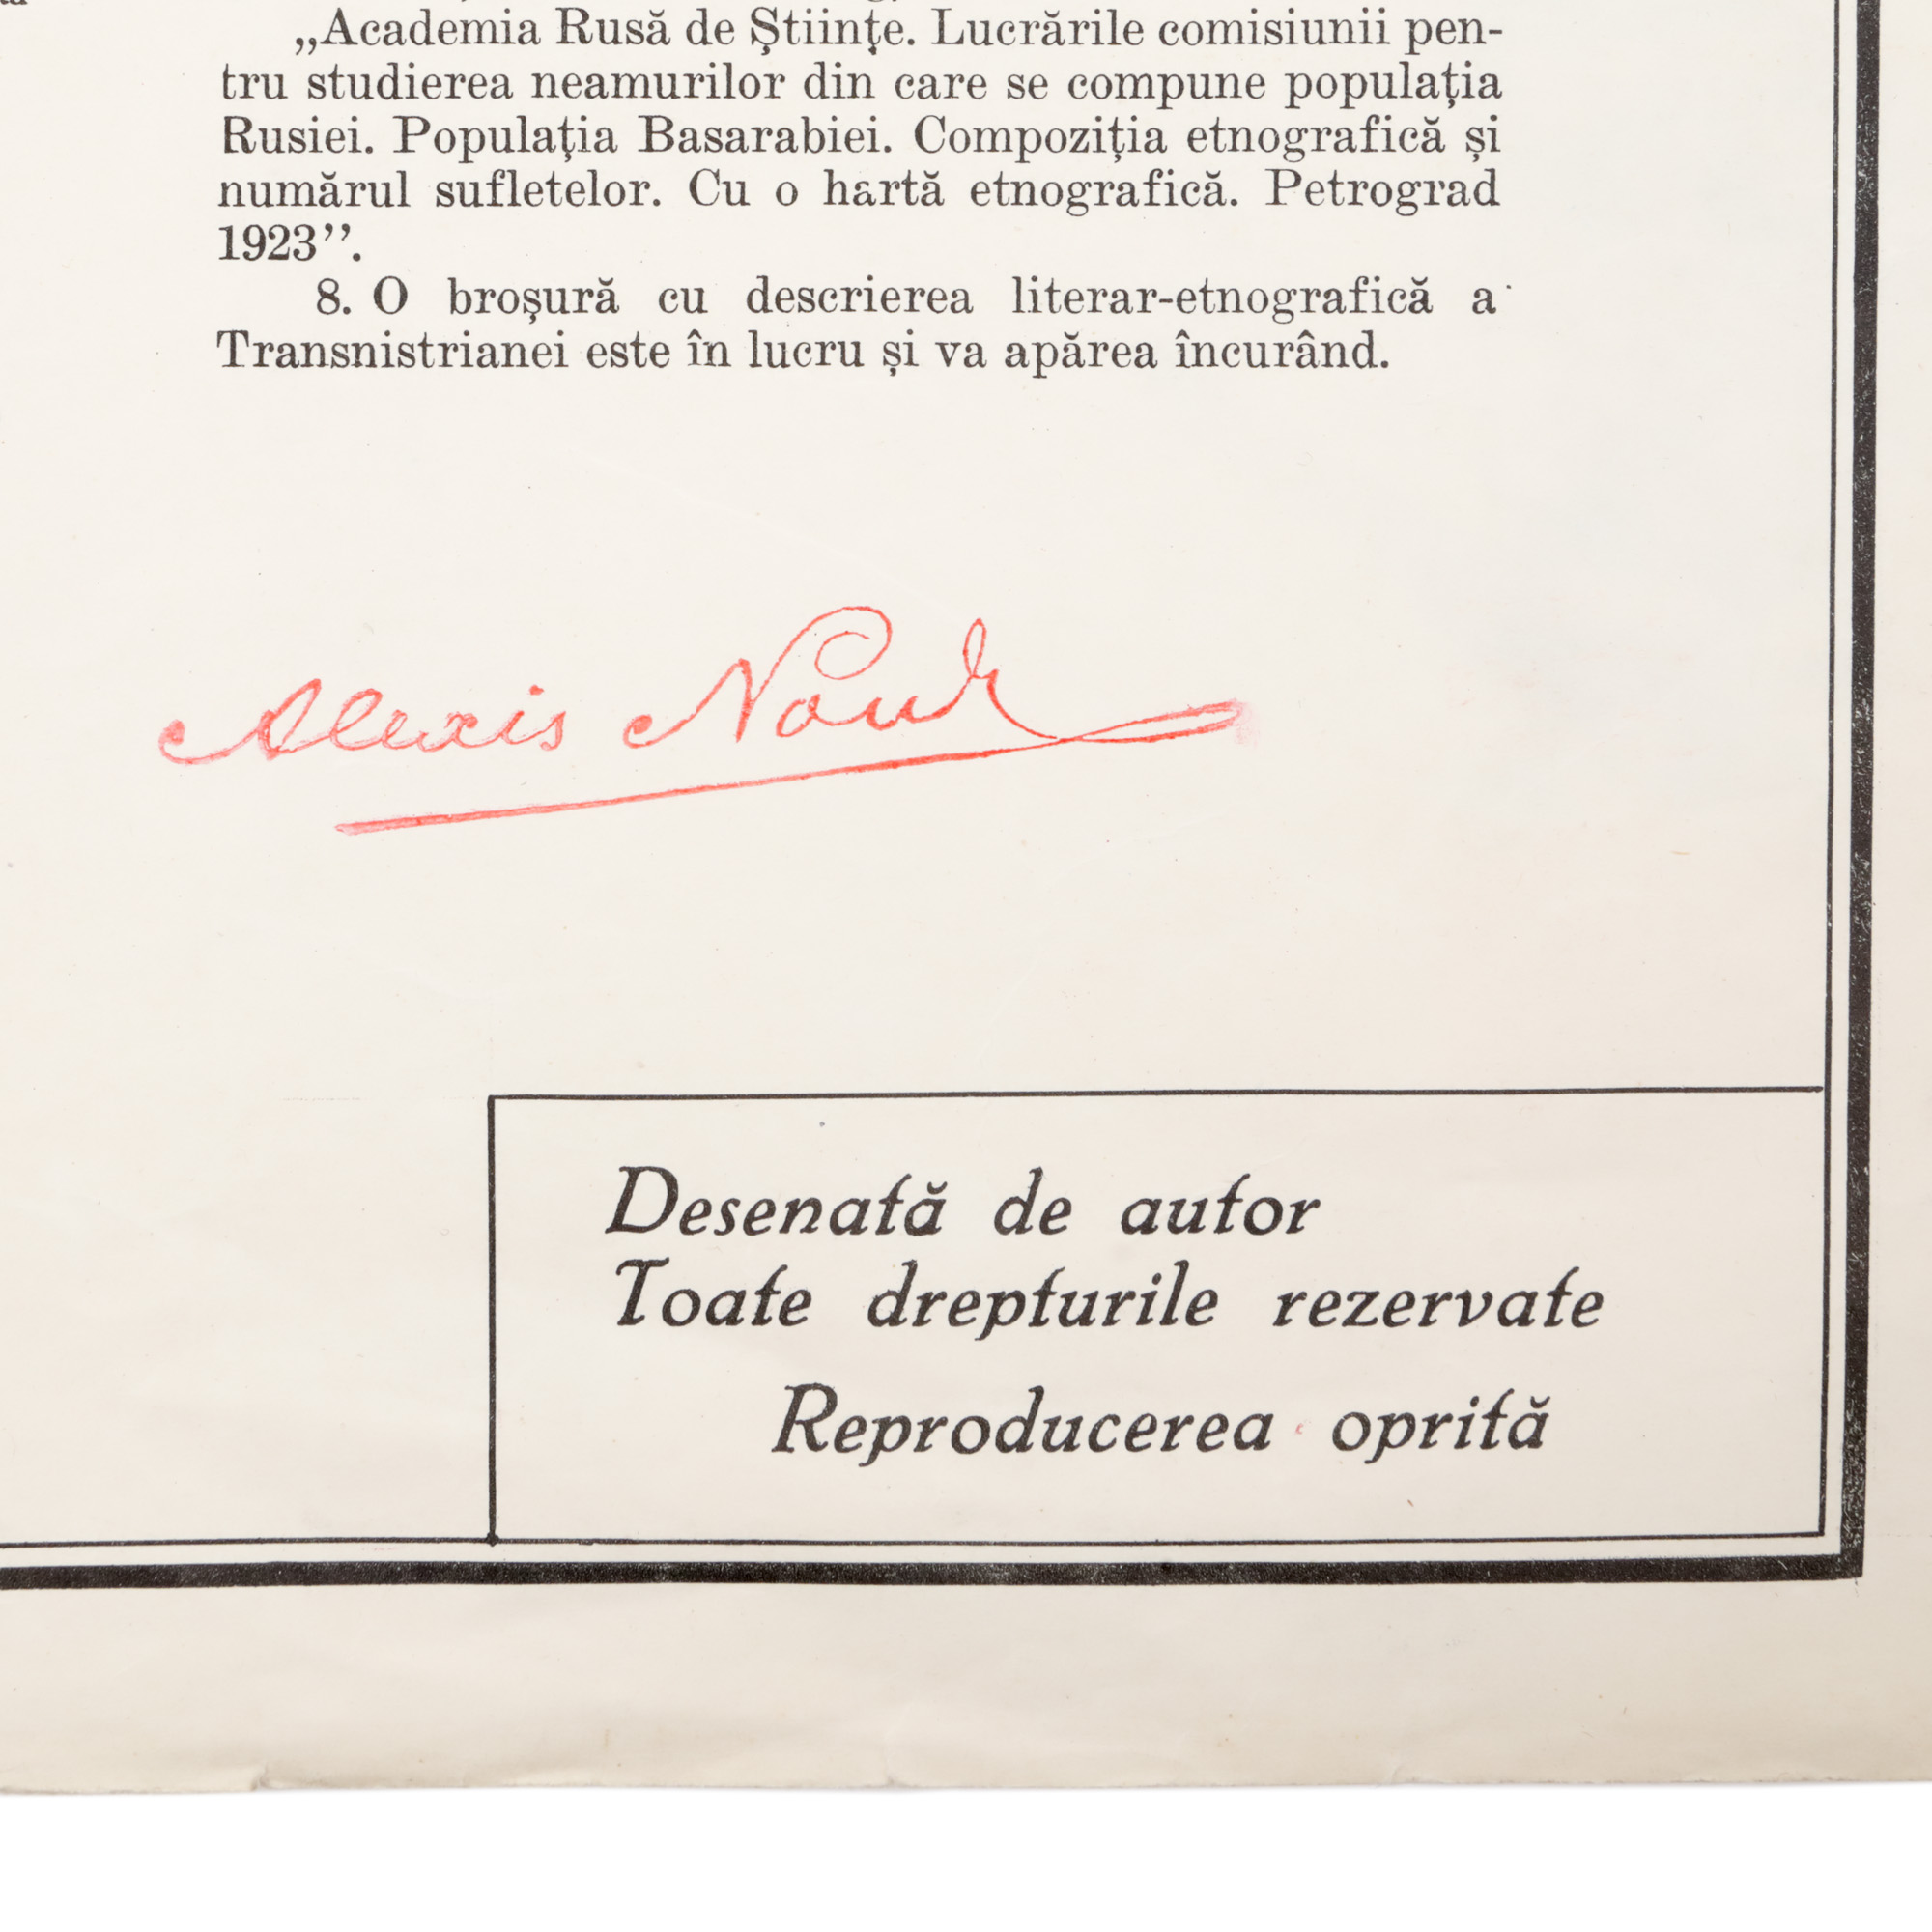 „Academia Rusă de Ştiinţe. Lucrările comisiunii pen-
tru studierea neamurilor din care se compune populaţia
Rusiei. Populaţia Basarabiei. Compoziţia etnografică şi
numărul sufletelor. Cu o hartă etnografică. Petrograd
1923”.
8. O broşură cu descrierea literar-etnografică a
Transnistrianei este în lucru şi va apărea încurând.
Alexis Nour
Desenată de autor
Toate drepturile rezervate
Reproducerea oprită